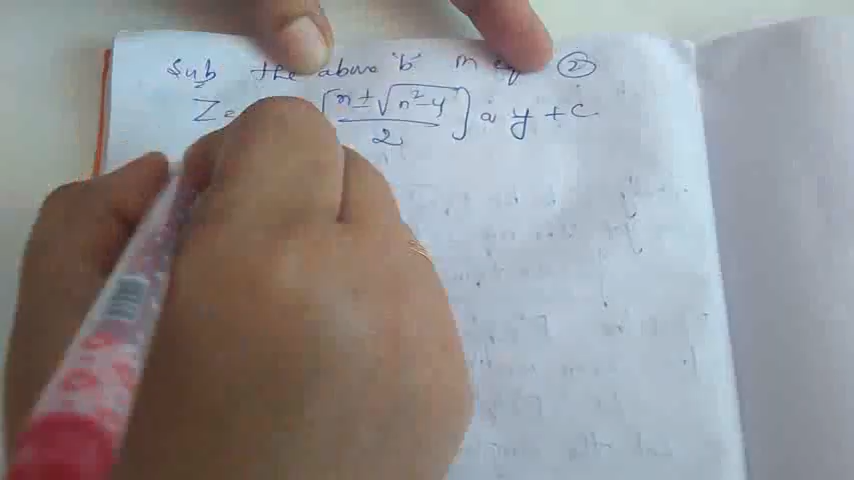 Sub the above "b" in eq ②
Z = [n ± √n²-4 / 2] a y + c